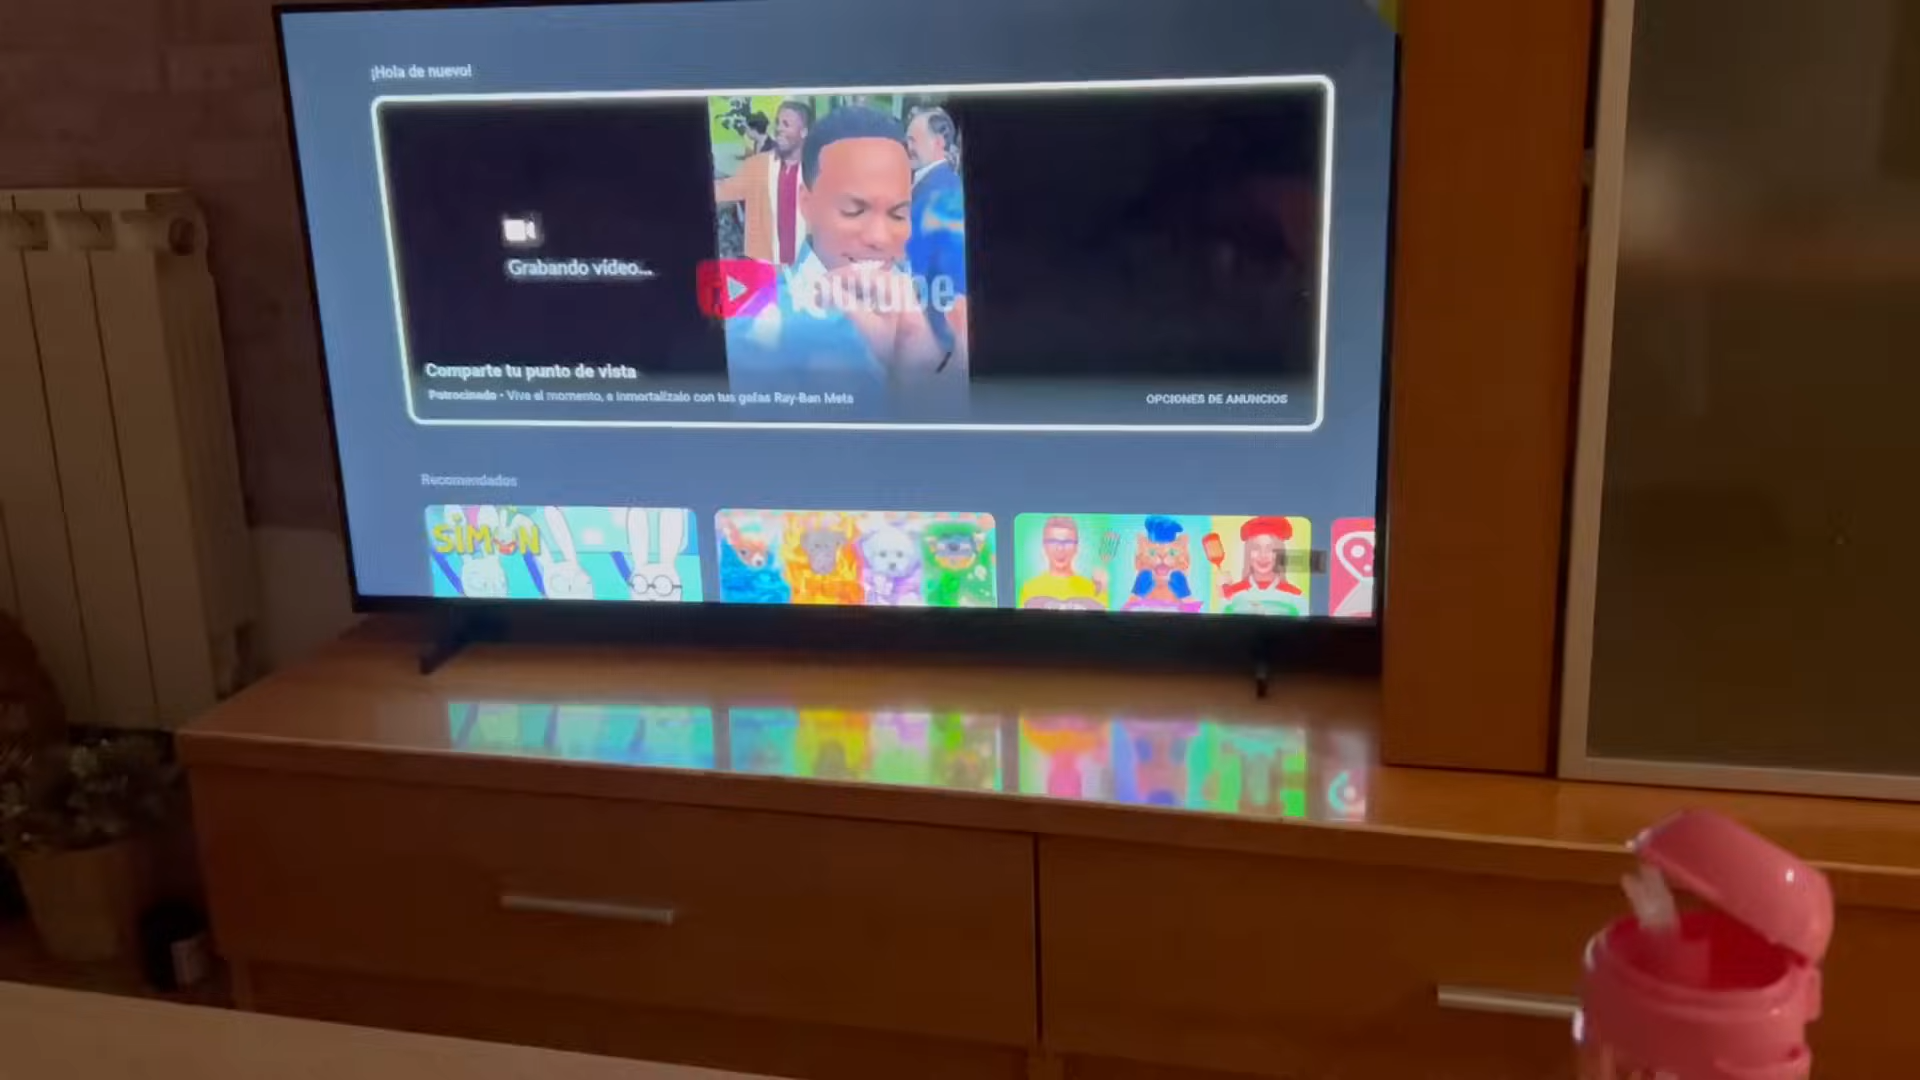 ¡Hola de nuevo!
Grabando vídeo...
YouTube
Comparte tu punto de vista
Patrocinado • Vive el momento, e inmortalízalo con tus gafas Ray-Ban Meta
OPCIONES DE ANUNCIOS
Recomendados
SIMON